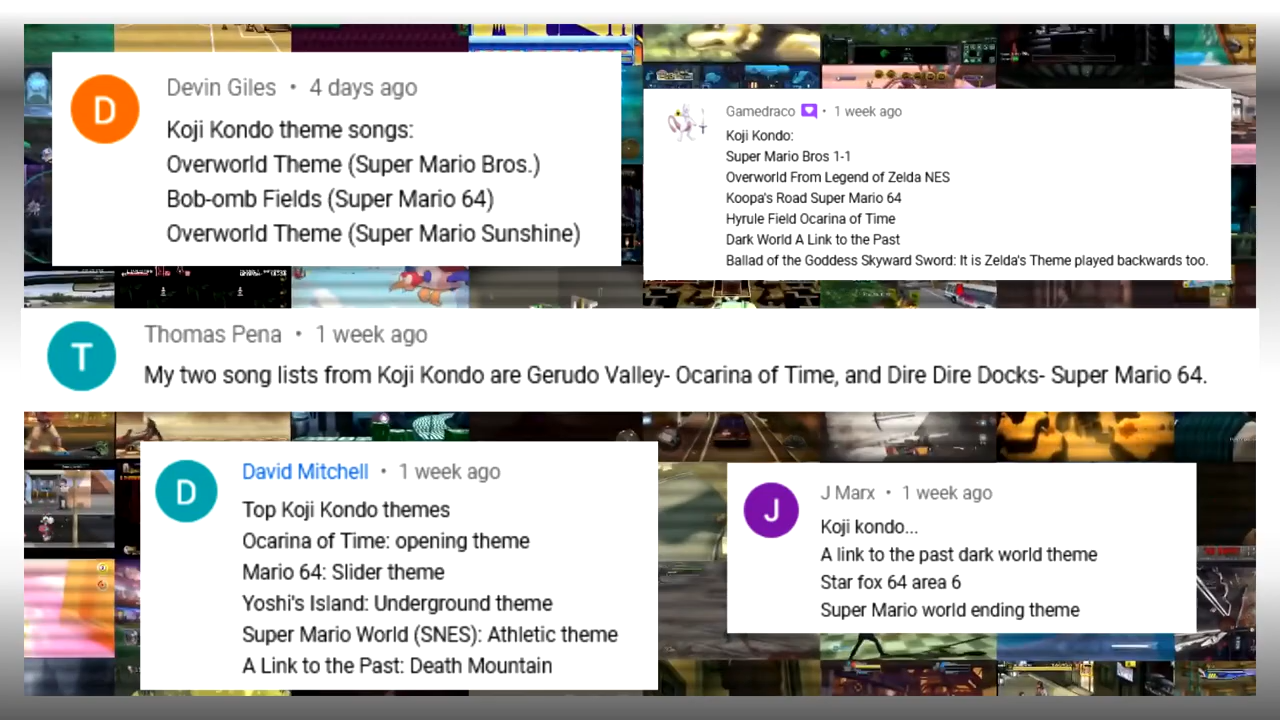 Devin Giles • 4 days ago
Koji Kondo theme songs:
Overworld Theme (Super Mario Bros.)
Bob-omb Fields (Super Mario 64)
Overworld Theme (Super Mario Sunshine)
Gamedraco • 1 week ago
Koji Kondo:
Super Mario Bros 1-1
Overworld From Legend of Zelda NES
Koopa's Road Super Mario 64
Hyrule Field Ocarina of Time
Dark World A Link to the Past
Ballad of the Goddess Skyward Sword: It is Zelda's Theme played backwards too.
Thomas Pena • 1 week ago
My two song lists from Koji Kondo are Gerudo Valley- Ocarina of Time, and Dire Dire Docks- Super Mario 64.
David Mitchell • 1 week ago
Top Koji Kondo themes
Ocarina of Time: opening theme
Mario 64: Slider theme
Yoshi's Island: Underground theme
Super Mario World (SNES): Athletic theme
A Link to the Past: Death Mountain
J Marx • 1 week ago
Koji kondo...
A link to the past dark world theme
Star fox 64 area 6
Super Mario world ending theme
D
T
D
J